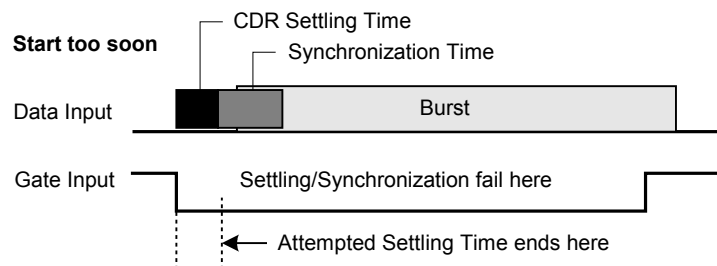 CDR Settling Time
Start too soon
Synchronization Time
Data Input
Burst
Gate Input
Settling/Synchronization fail here
Attempted Settling Time ends here